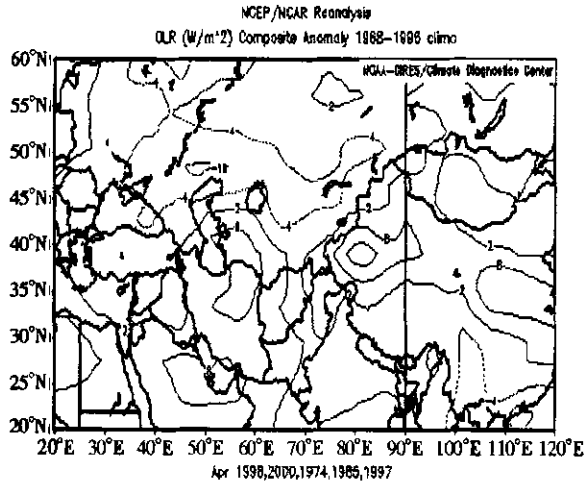 NCEP/NCAR Reanalysis
OLR (W/m^2) Composite Anomaly 1968-1996 climo
NOAA-CIRES/Climate Diagnostics Center
60°N
50°N
45°N
40°N
35°N
30°N
25°N
20°N
20°E 30°E 40°E 50°E 60°E 70°E 80°E 90°E 100°E 110°E 120°E
Apr 1998,2000,1974,1985,1997